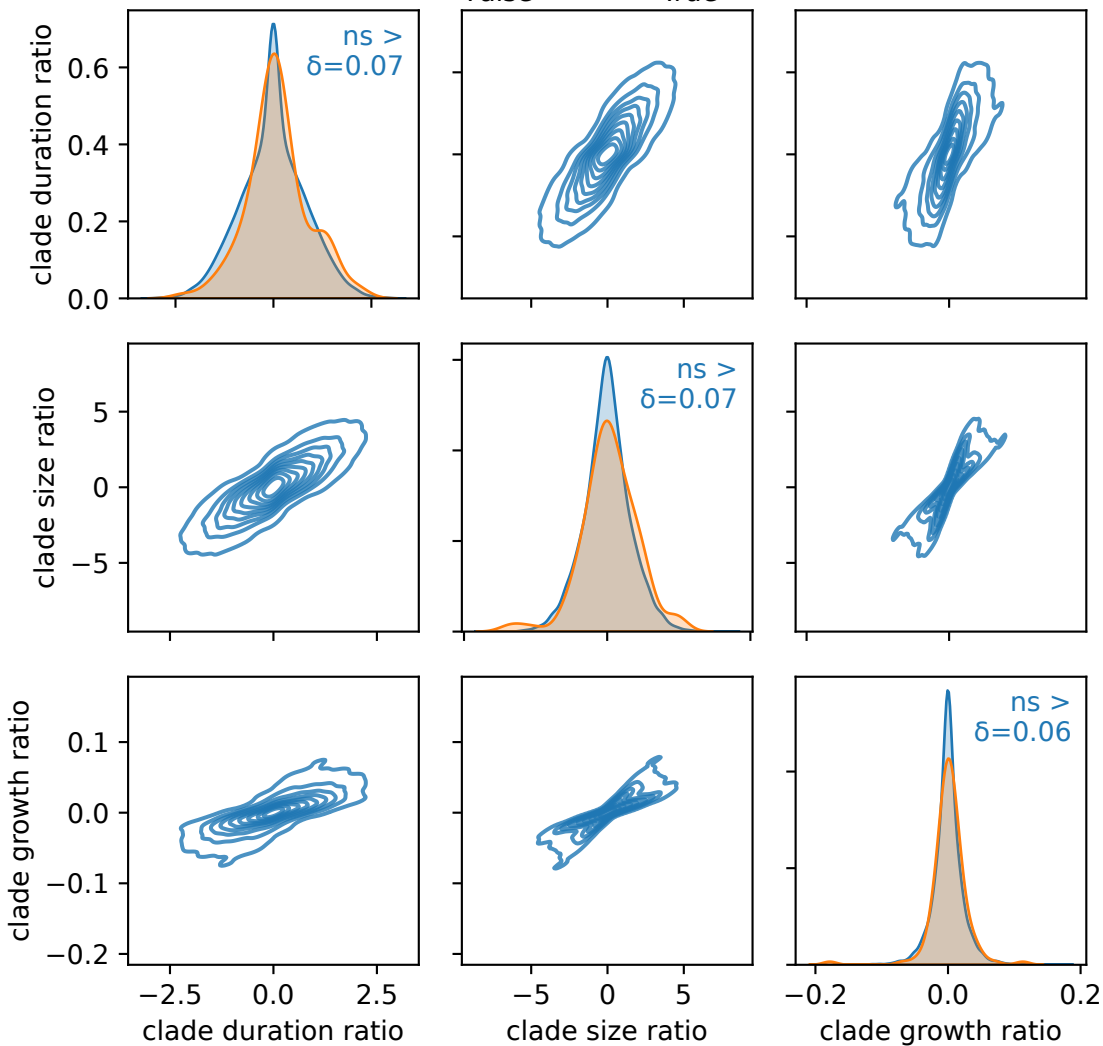 clade duration ratio
0.6
0.4
0.2
0.0
ns >
δ=0.07
clade size ratio
5
0
−5
ns >
δ=0.07
clade growth ratio
0.1
0.0
−0.1
−0.2
ns >
δ=0.06
−2.5 0.0 2.5
−5 0 5
−0.2 0.0 0.2
clade duration ratio
clade size ratio
clade growth ratio